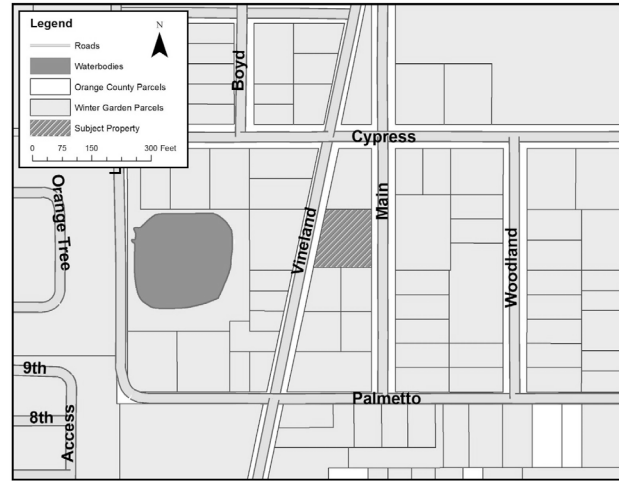 Legend
N
Roads
Waterbodies
Orange County Parcels
Winter Garden Parcels
Subject Property
0 75 150 300 Feet
Boyd
Cypress
Orange Tree
Vineland
Main
Woodland
9th
8th
Access
Palmetto